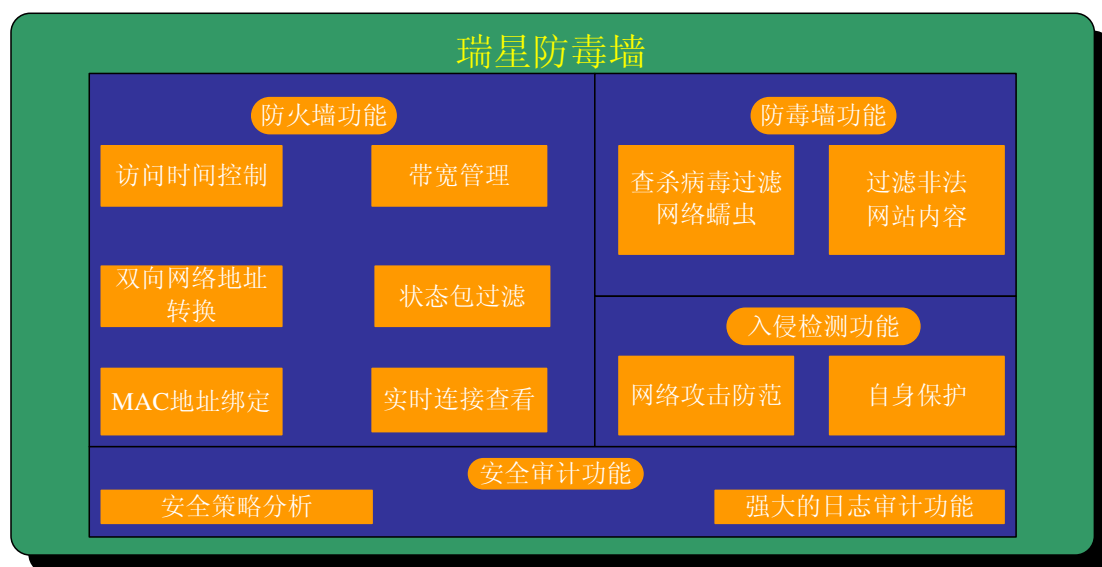 瑞星防毒墙
防火墙功能
访问时间控制
带宽管理
双向网络地址
转换
状态包过滤
MAC地址绑定
实时连接查看
防毒墙功能
查杀病毒过滤
网络蠕虫
过滤非法
网站内容
入侵检测功能
网络攻击防范
自身保护
安全审计功能
安全策略分析
强大的日志审计功能